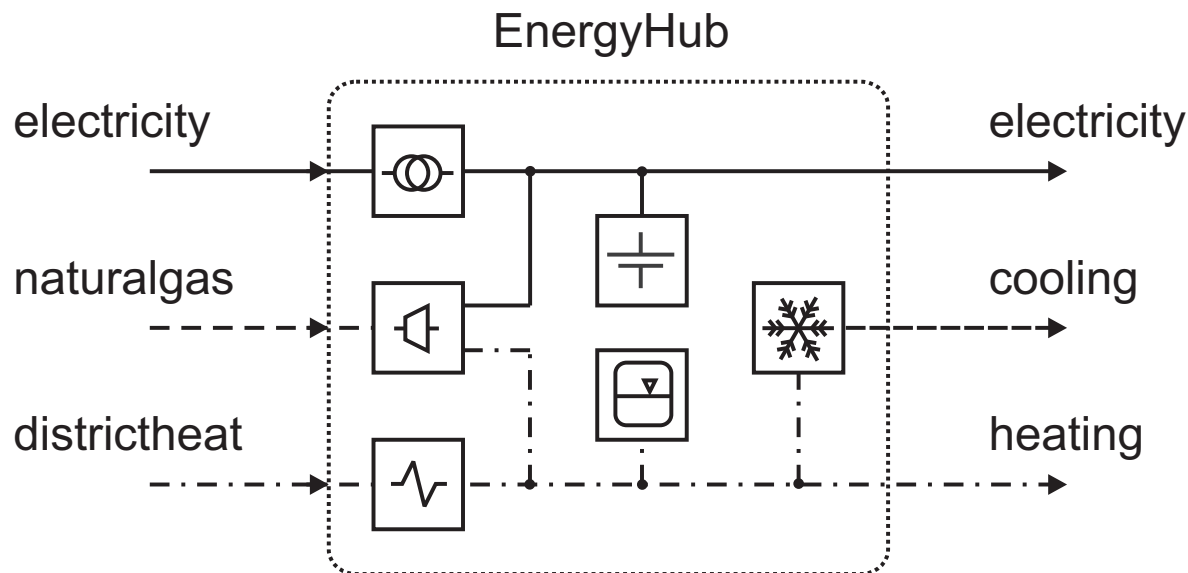 EnergyHub
electricity
electricity
naturalgas
cooling
districtheat
heating